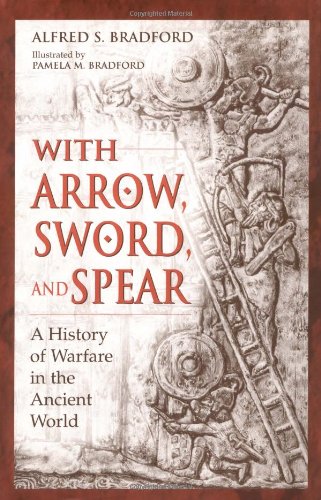 ALFRED S. BRADFORD
Illustrated by
PAMELA M. BRADFORD
WITH
ARROW,
SWORD,
AND SPEAR
A History
of Warfare
in the
Ancient
World